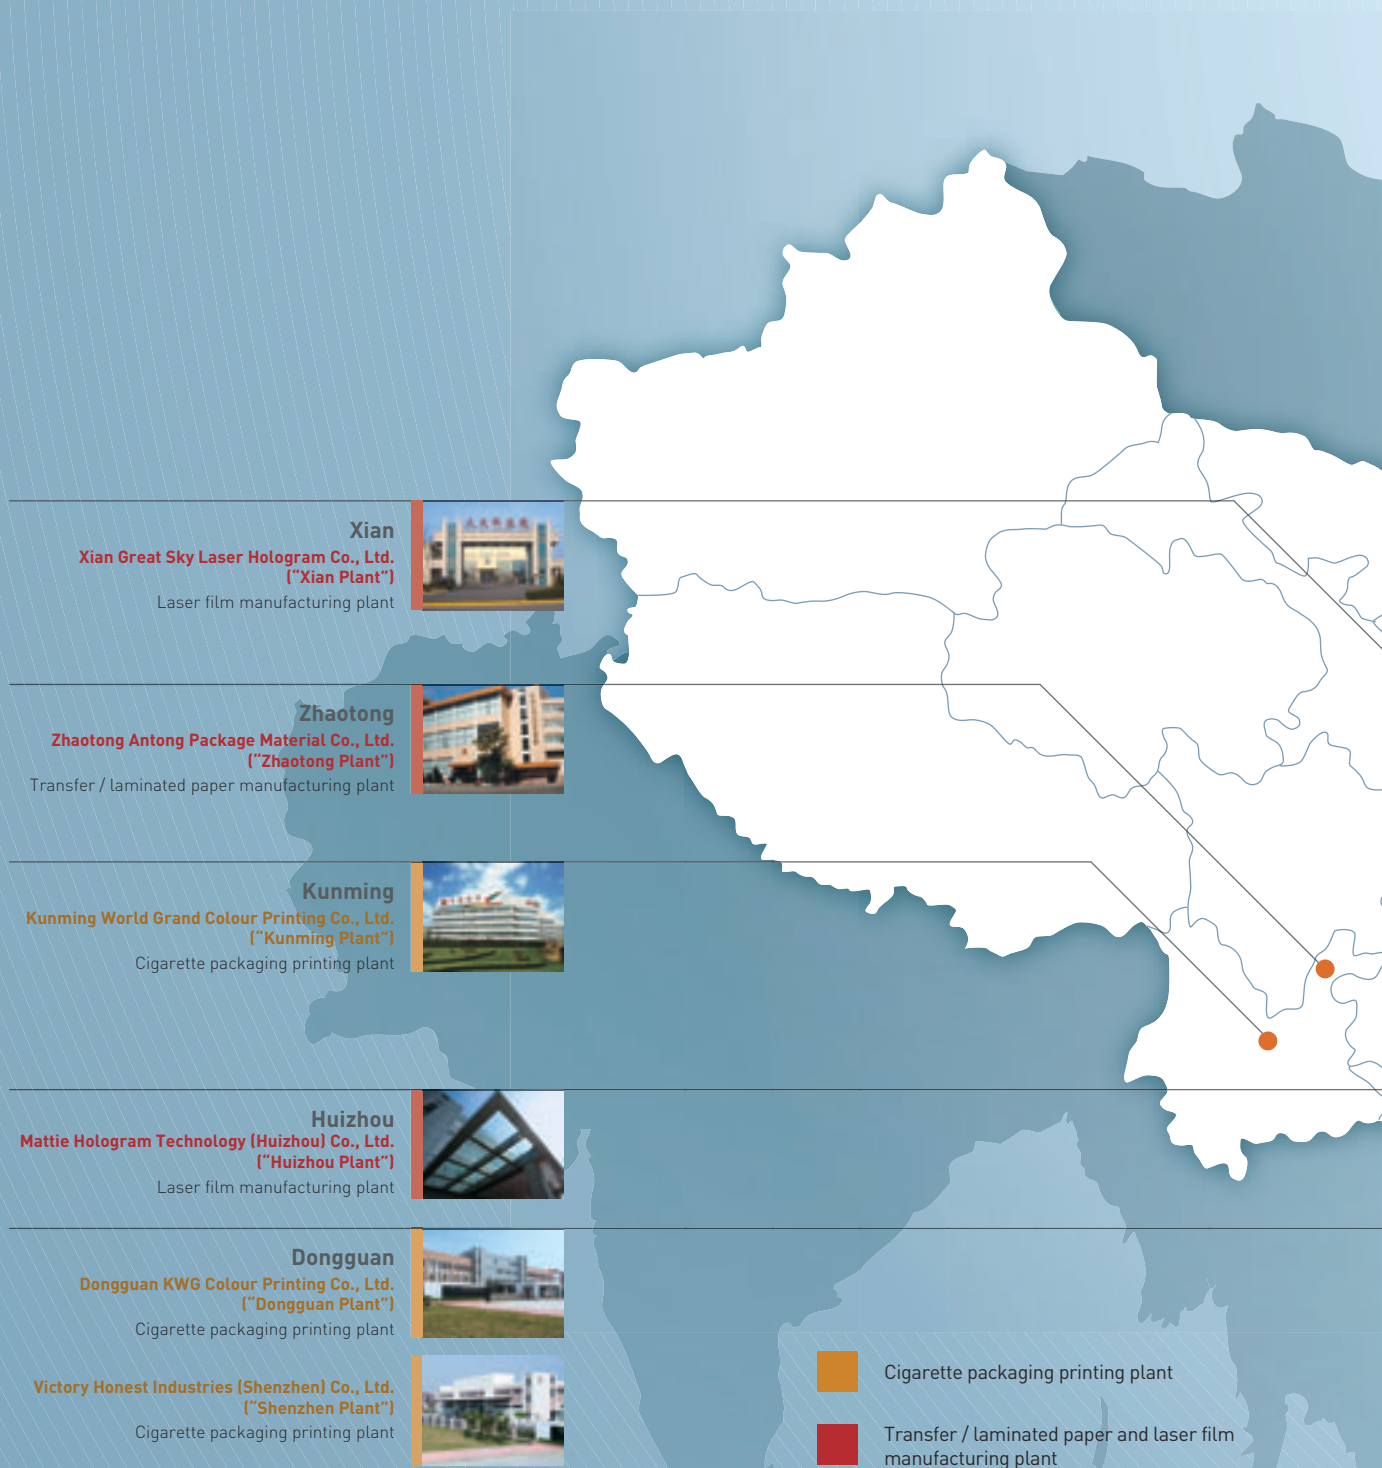 Xian
Xian Great Sky Laser Hologram Co., Ltd.
(“Xian Plant”)
Laser film manufacturing plant
Zhaotong
Zhaotong Antong Package Material Co., Ltd.
(“Zhaotong Plant”)
Transfer / laminated paper manufacturing plant
Kunming
Kunming World Grand Colour Printing Co., Ltd.
(“Kunming Plant”)
Cigarette packaging printing plant
Huizhou
Mattie Hologram Technology (Huizhou) Co., Ltd.
(“Huizhou Plant”)
Laser film manufacturing plant
Dongguan
Dongguan KWG Colour Printing Co., Ltd.
(“Dongguan Plant”)
Cigarette packaging printing plant
Victory Honest Industries (Shenzhen) Co., Ltd.
(“Shenzhen Plant”)
Cigarette packaging printing plant
Cigarette packaging printing plant
Transfer / laminated paper and laser film
manufacturing plant